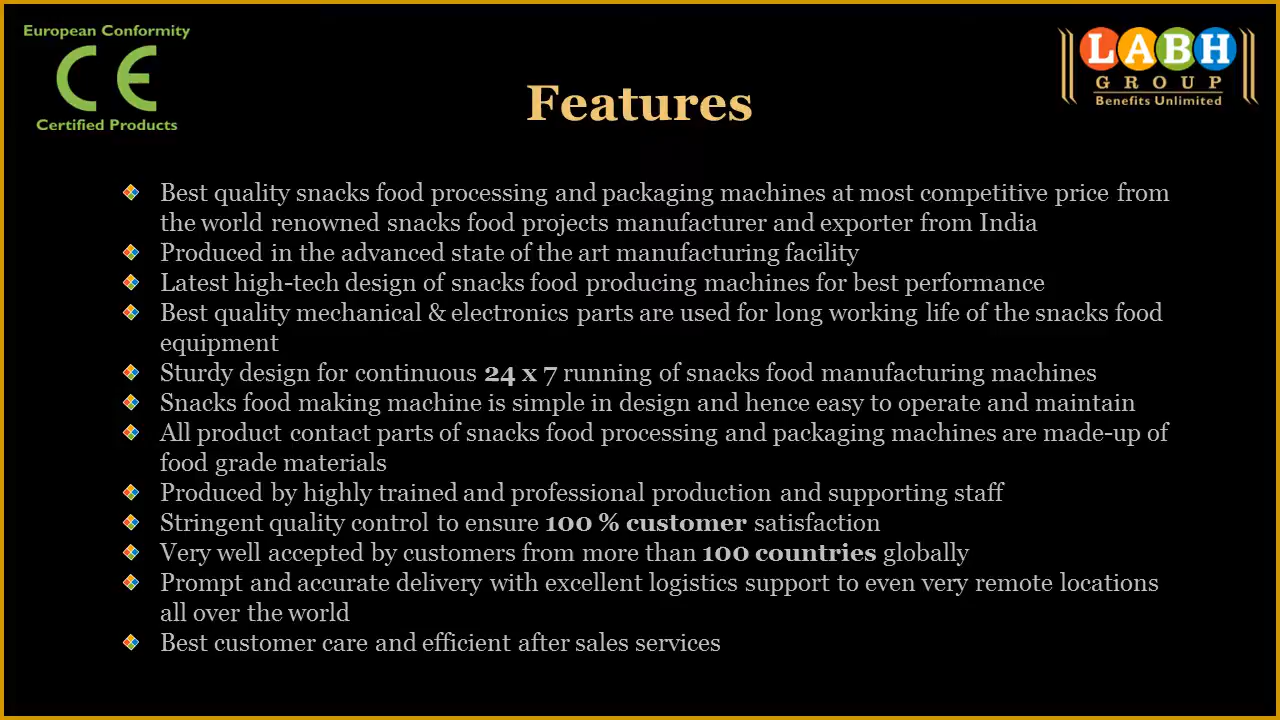 European Conformity
CE
Certified Products
LABH
GROUP
Benefits Unlimited
Features
Best quality snacks food processing and packaging machines at most competitive price from
the world renowned snacks food projects manufacturer and exporter from India
Produced in the advanced state of the art manufacturing facility
Latest high-tech design of snacks food producing machines for best performance
Best quality mechanical & electronics parts are used for long working life of the snacks food
equipment
Sturdy design for continuous 24 x 7 running of snacks food manufacturing machines
Snacks food making machine is simple in design and hence easy to operate and maintain
All product contact parts of snacks food processing and packaging machines are made-up of
food grade materials
Produced by highly trained and professional production and supporting staff
Stringent quality control to ensure 100 % customer satisfaction
Very well accepted by customers from more than 100 countries globally
Prompt and accurate delivery with excellent logistics support to even very remote locations
all over the world
Best customer care and efficient after sales services